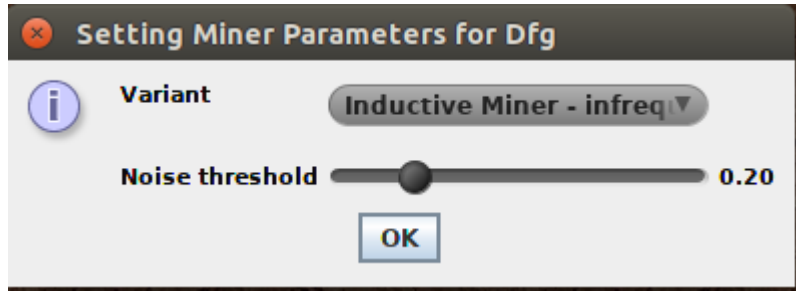 Setting Miner Parameters for Dfg
Variant
Inductive Miner - infreq
Noise threshold 0.20
OK